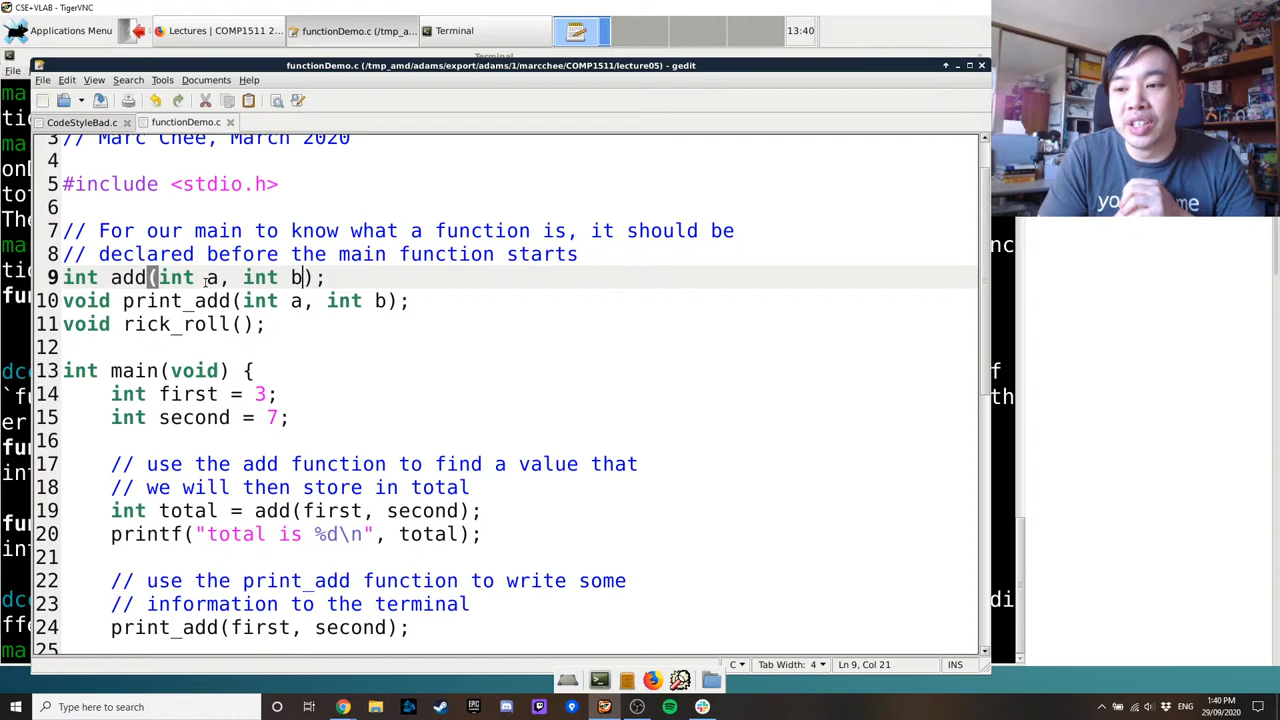 CSE+VLAB - TigerVNC
Applications Menu
Lectures | COMP1511 2...
functionDemo.c (/tmp_a...
Terminal
13:40
Terminal
File
functionDemo.c (/tmp_amd/adams/export/adams/1/marcchee/COMP1511/lecture05) - gedit
File Edit View Search Tools Documents Help
CodeStyleBad.c
functionDemo.c
3 // Marc Chee, March 2020
4
5 #include <stdio.h>
6
7 // For our main to know what a function is, it should be
8 // declared before the main function starts
9 int add(int a, int b);
10 void print_add(int a, int b);
11 void rick_roll();
12
13 int main(void) {
14 int first = 3;
15 int second = 7;
16
17 // use the add function to find a value that
18 // we will then store in total
19 int total = add(first, second);
20 printf("total is %d\n", total);
21
22 // use the print_add function to write some
23 // information to the terminal
24 print_add(first, second);
25
C
Tab Width: 4
Ln 9, Col 21
INS
Type here to search
ENG
1:40 PM
29/09/2020